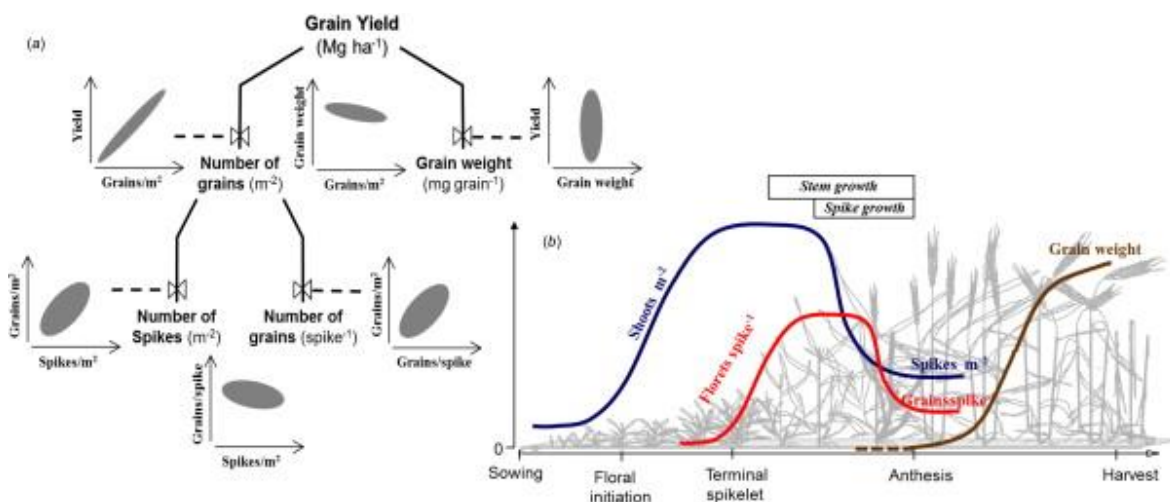 (a)
Grain Yield
(Mg ha⁻¹)
Yield
Grains/m²
Number of
grains (m⁻²)
Grain weight
Grains/m²
Grain weight
(mg grain⁻¹)
Yield
Grain weight
Grains/m²
Spikes/m²
Number of
Spikes (m⁻²)
Number of
grains (spike⁻¹)
Grains/m²
Grains/spike
Grains/spike
Spikes/m²
(b)
Stem growth
Spike growth
Shoots m⁻²
Florets spike⁻¹
Spikes m⁻²
Grainsspike⁻¹
Grain weight
0
Sowing
Floral
initiation
Terminal
spikelet
Anthesis
Harvest